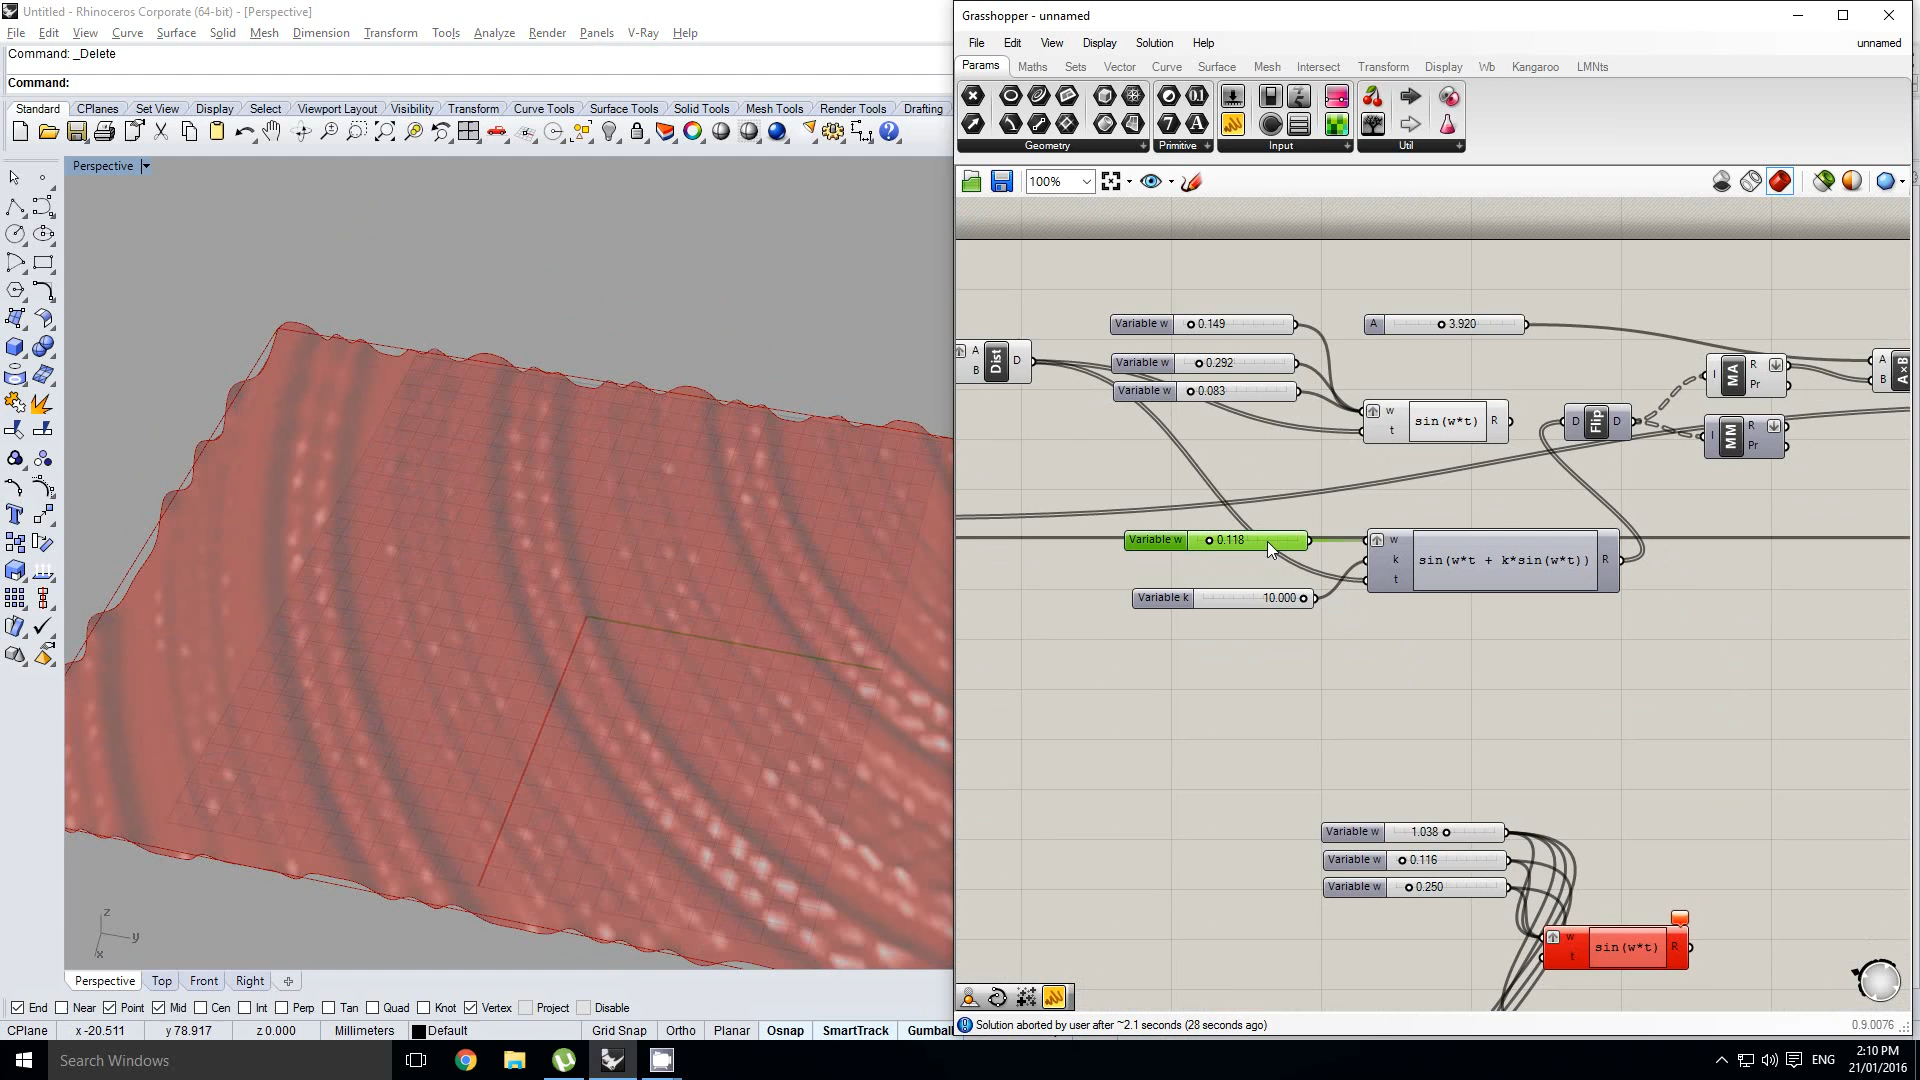 Untitled - Rhinoceros Corporate (64-bit) - [Perspective]
File Edit View Curve Surface Solid Mesh Dimension Transform Tools Analyze Render Panels V-Ray Help
Command: _Delete
Command:
Standard CPlanes Set View Display Select Viewport Layout Visibility Transform Curve Tools Surface Tools Solid Tools Mesh Tools Render Tools Drafting
Perspective
z
y
x
Perspective Top Front Right
End Near Point Mid Cen Int Perp Tan Quad Knot Vertex Project Disable
CPlane x -20.511 y 78.917 z 0.000 Millimeters Default Grid Snap Ortho Planar Osnap SmartTrack Gumball
Grasshopper - unnamed
File Edit View Display Solution Help unnamed
Params Maths Sets Vector Curve Surface Mesh Intersect Transform Display Wb Kangaroo LMNts
Geometry Primitive Input Util
100%
Variable w 0.149
A 3.920
A B Dist D
Variable w 0.292
Variable w 0.083
w t sin(w*t) R
D Flip D
I MA R Pr
I MM R Pr
A B A×B
Variable w 0.118
w k t sin(w*t + k*sin(w*t)) R
Variable k 10.000
Variable w 1.038
Variable w 0.116
Variable w 0.250
w t sin(w*t) R
Solution aborted by user after ~2.1 seconds (28 seconds ago) 0.9.0076
Search Windows
ENG
2:10 PM
21/01/2016